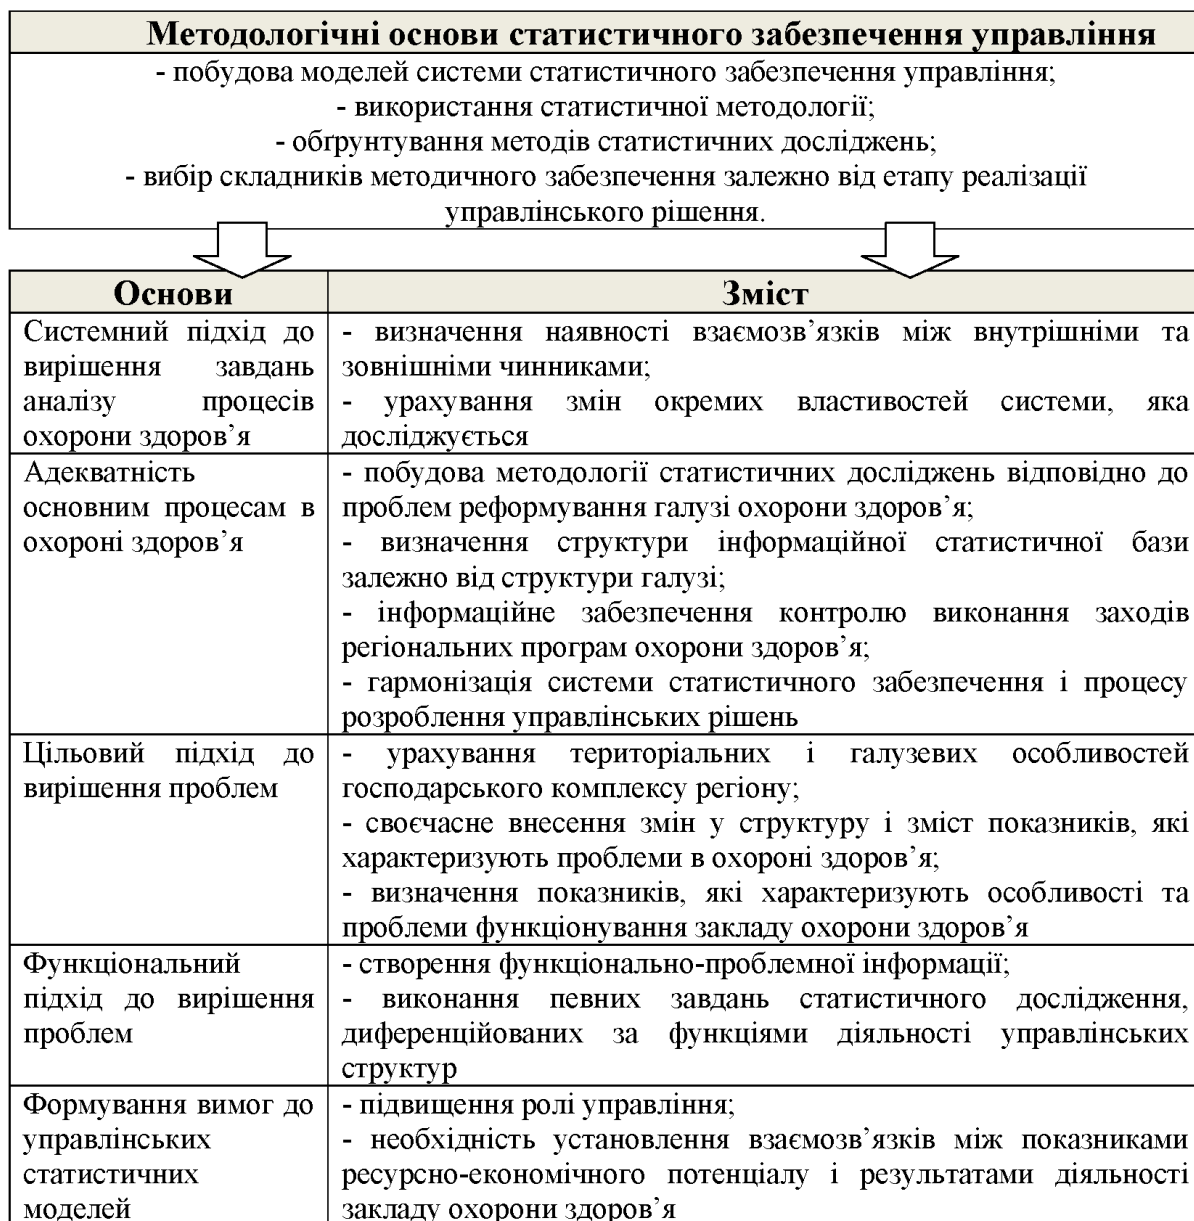 Методологічні основи статистичного забезпечення управління
- побудова моделей системи статистичного забезпечення управління;
- використання статистичної методології;
- обґрунтування методів статистичних досліджень;
- вибір складників методичного забезпечення залежно від етапу реалізації
управлінського рішення.
Основи
Зміст
Системний підхід до
вирішення завдань
аналізу процесів
охорони здоров’я
- визначення наявності взаємозв’язків між внутрішніми та
зовнішніми чинниками;
- урахування змін окремих властивостей системи, яка
досліджується
Адекватність
основним процесам в
охороні здоров’я
- побудова методології статистичних досліджень відповідно до
проблем реформування галузі охорони здоров’я;
- визначення структури інформаційної статистичної бази
залежно від структури галузі;
- інформаційне забезпечення контролю виконання заходів
регіональних програм охорони здоров’я;
- гармонізація системи статистичного забезпечення і процесу
розроблення управлінських рішень
Цільовий підхід до
вирішення проблем
- урахування територіальних і галузевих особливостей
господарського комплексу регіону;
- своєчасне внесення змін у структуру і зміст показників, які
характеризують проблеми в охороні здоров’я;
- визначення показників, які характеризують особливості та
проблеми функціонування закладу охорони здоров’я
Функціональний
підхід до вирішення
проблем
- створення функціонально-проблемної інформації;
- виконання певних завдань статистичного дослідження,
диференційованих за функціями діяльності управлінських
структур
Формування вимог до
управлінських
статистичних
моделей
- підвищення ролі управління;
- необхідність установлення взаємозв’язків між показниками
ресурсно-економічного потенціалу і результатами діяльності
закладу охорони здоров’я